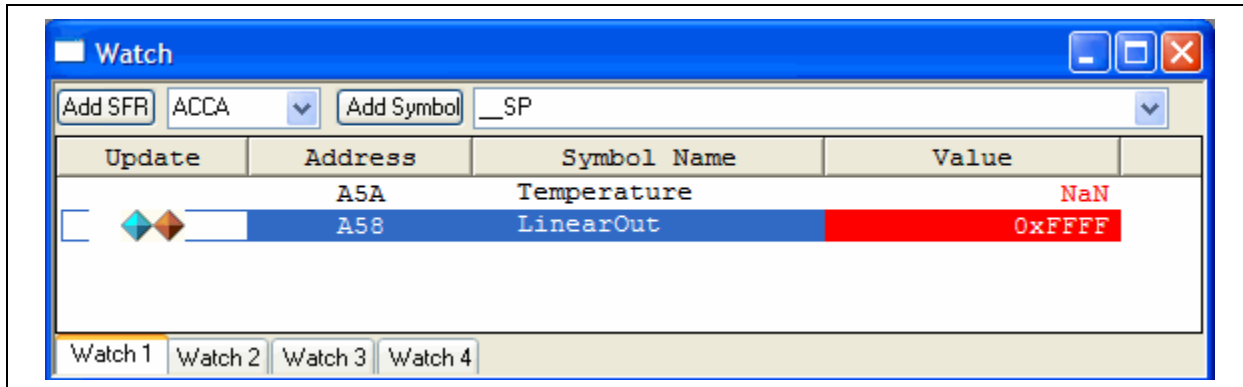 Watch
Add SFR ACCA Add Symbol __SP
Update Address Symbol Name Value
A5A Temperature NaN
A58 LinearOut 0xFFFF
Watch 1 Watch 2 Watch 3 Watch 4